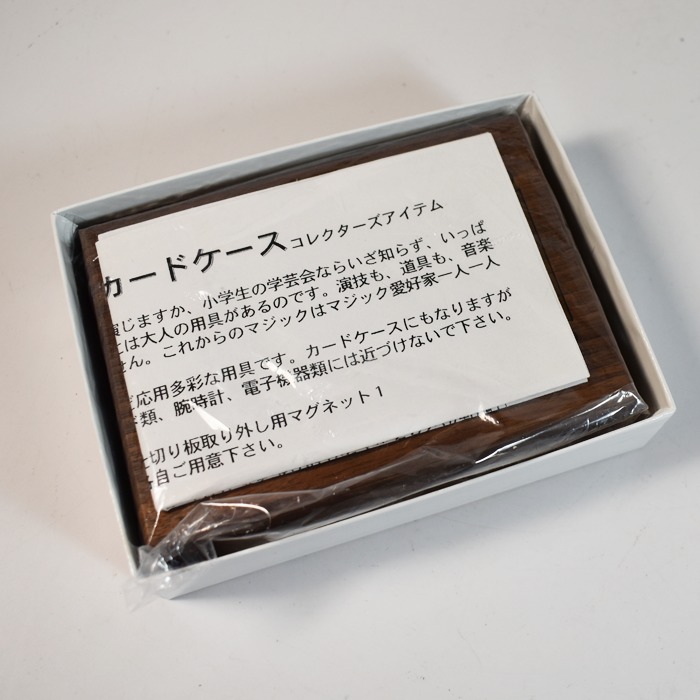 カードケースコレクターズアイテム
演じますか、小学生の学芸会ならいざ知らず、いっぱ
には大人の用具があるのです。演技も、道具も、音楽
せん。これからのマジックはマジック愛好家一人一人
応用多彩な用具です。カードケースにもなりますが
類、腕時計、電子機器類には近づけないで下さい。
仕切り板取り外し用マグネット1
各自ご用意下さい。